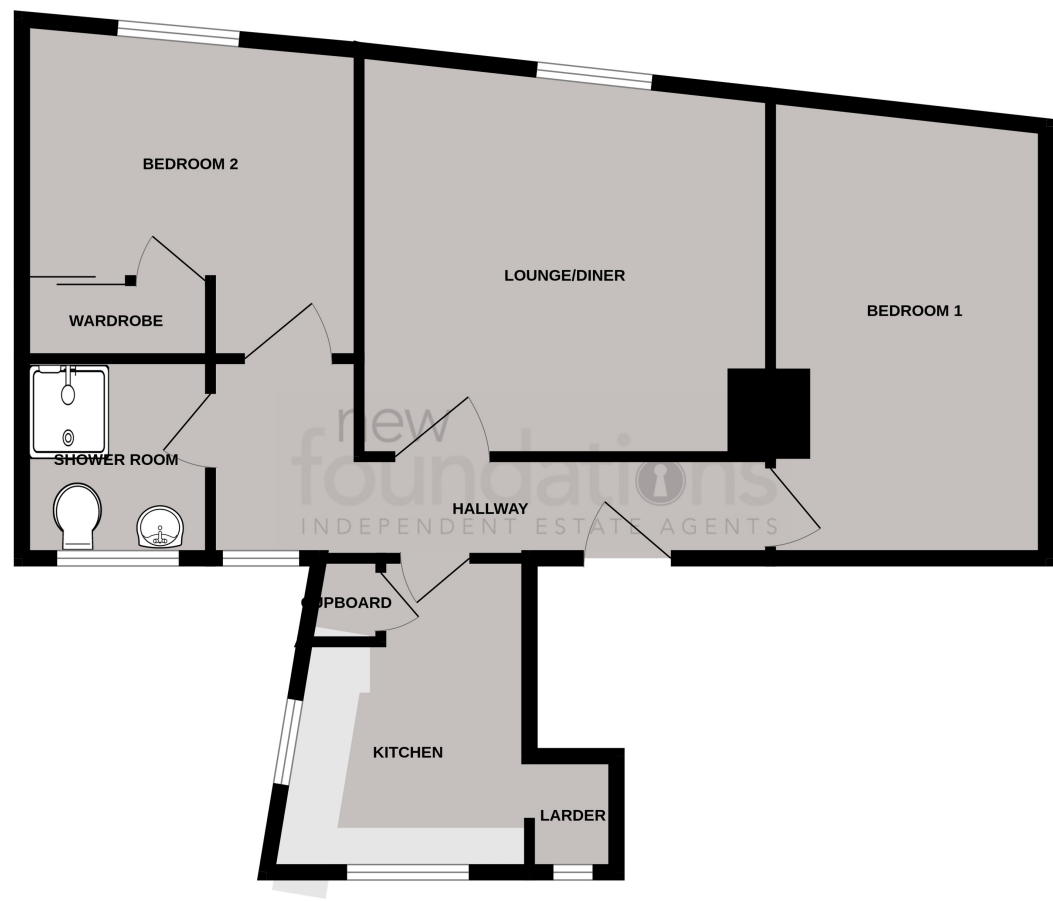 BEDROOM 2
LOUNGE/DINER
BEDROOM 1
WARDROBE
SHOWER ROOM
new
foundations
INDEPENDENT ESTATE AGENTS
HALLWAY
CUPBOARD
KITCHEN
LARDER